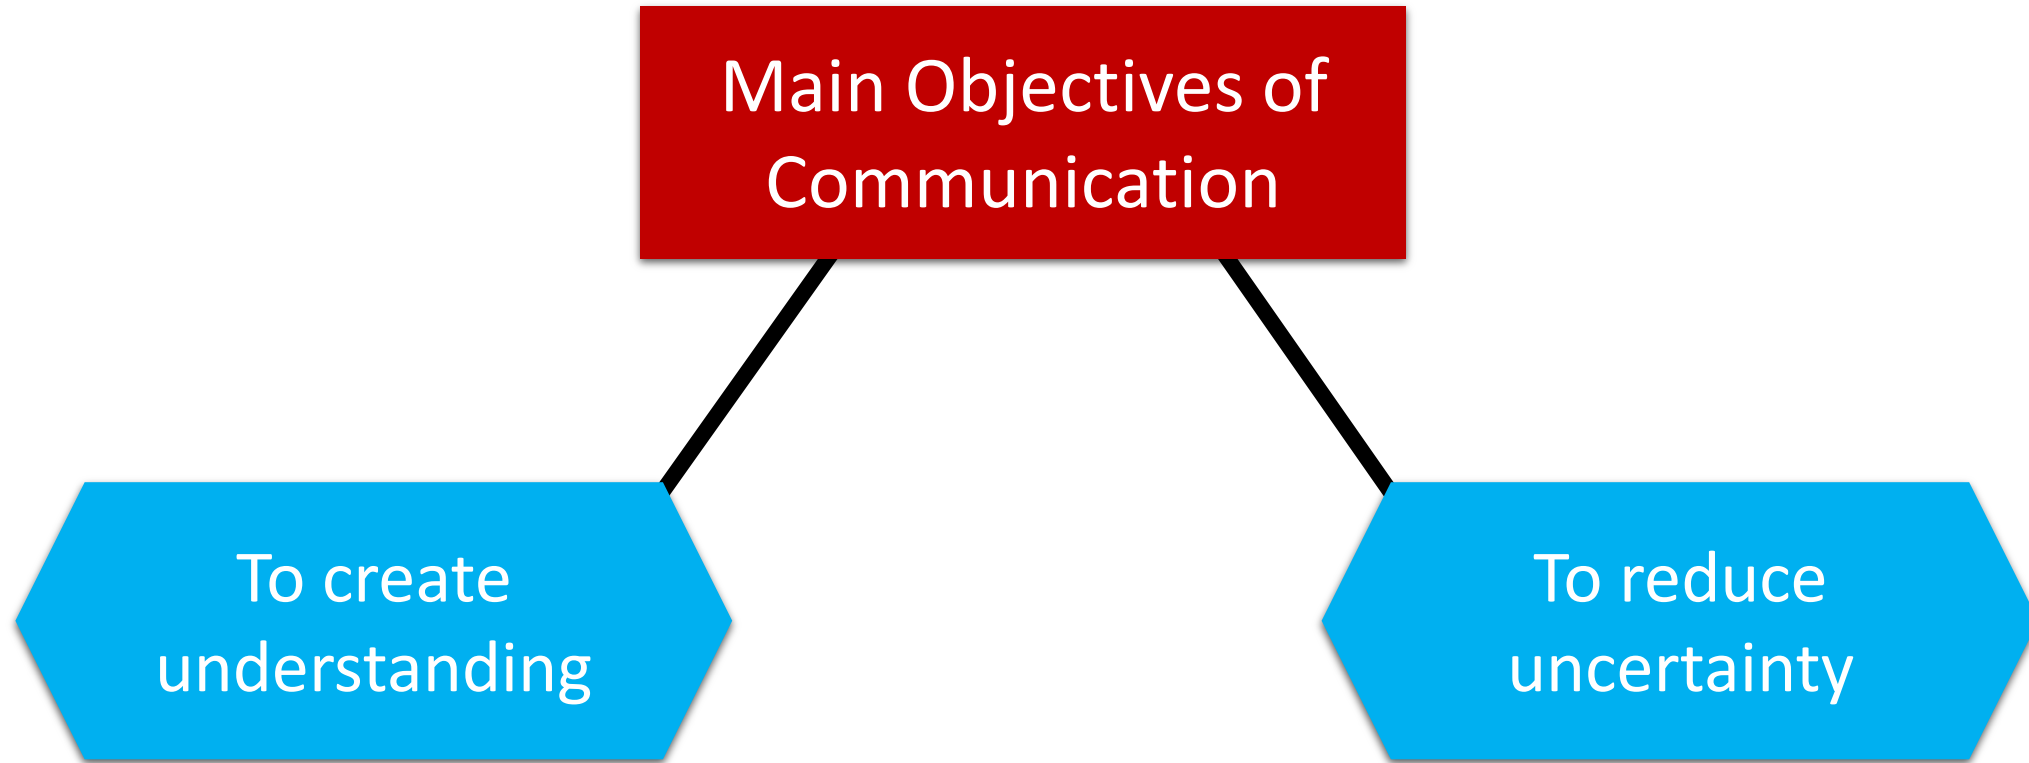 Main Objectives of
Communication
To create
understanding
To reduce
uncertainty